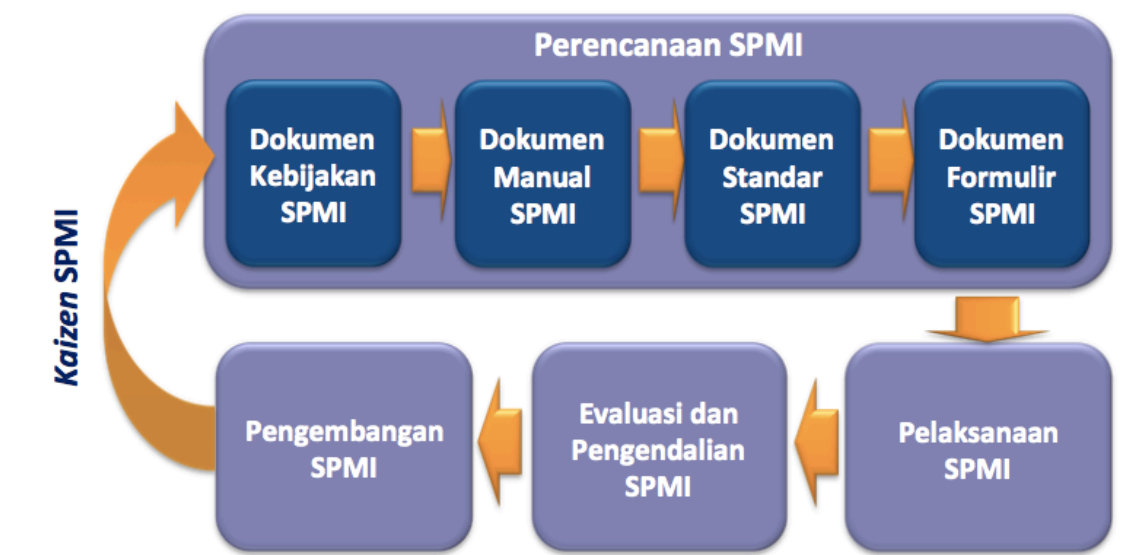 Perencanaan SPMI
Dokumen
Kebijakan
SPMI
Dokumen
Manual
SPMI
Dokumen
Standar
SPMI
Dokumen
Formulir
SPMI
Kaizen SPMI
Pengembangan
SPMI
Evaluasi dan
Pengendalian
SPMI
Pelaksanaan
SPMI